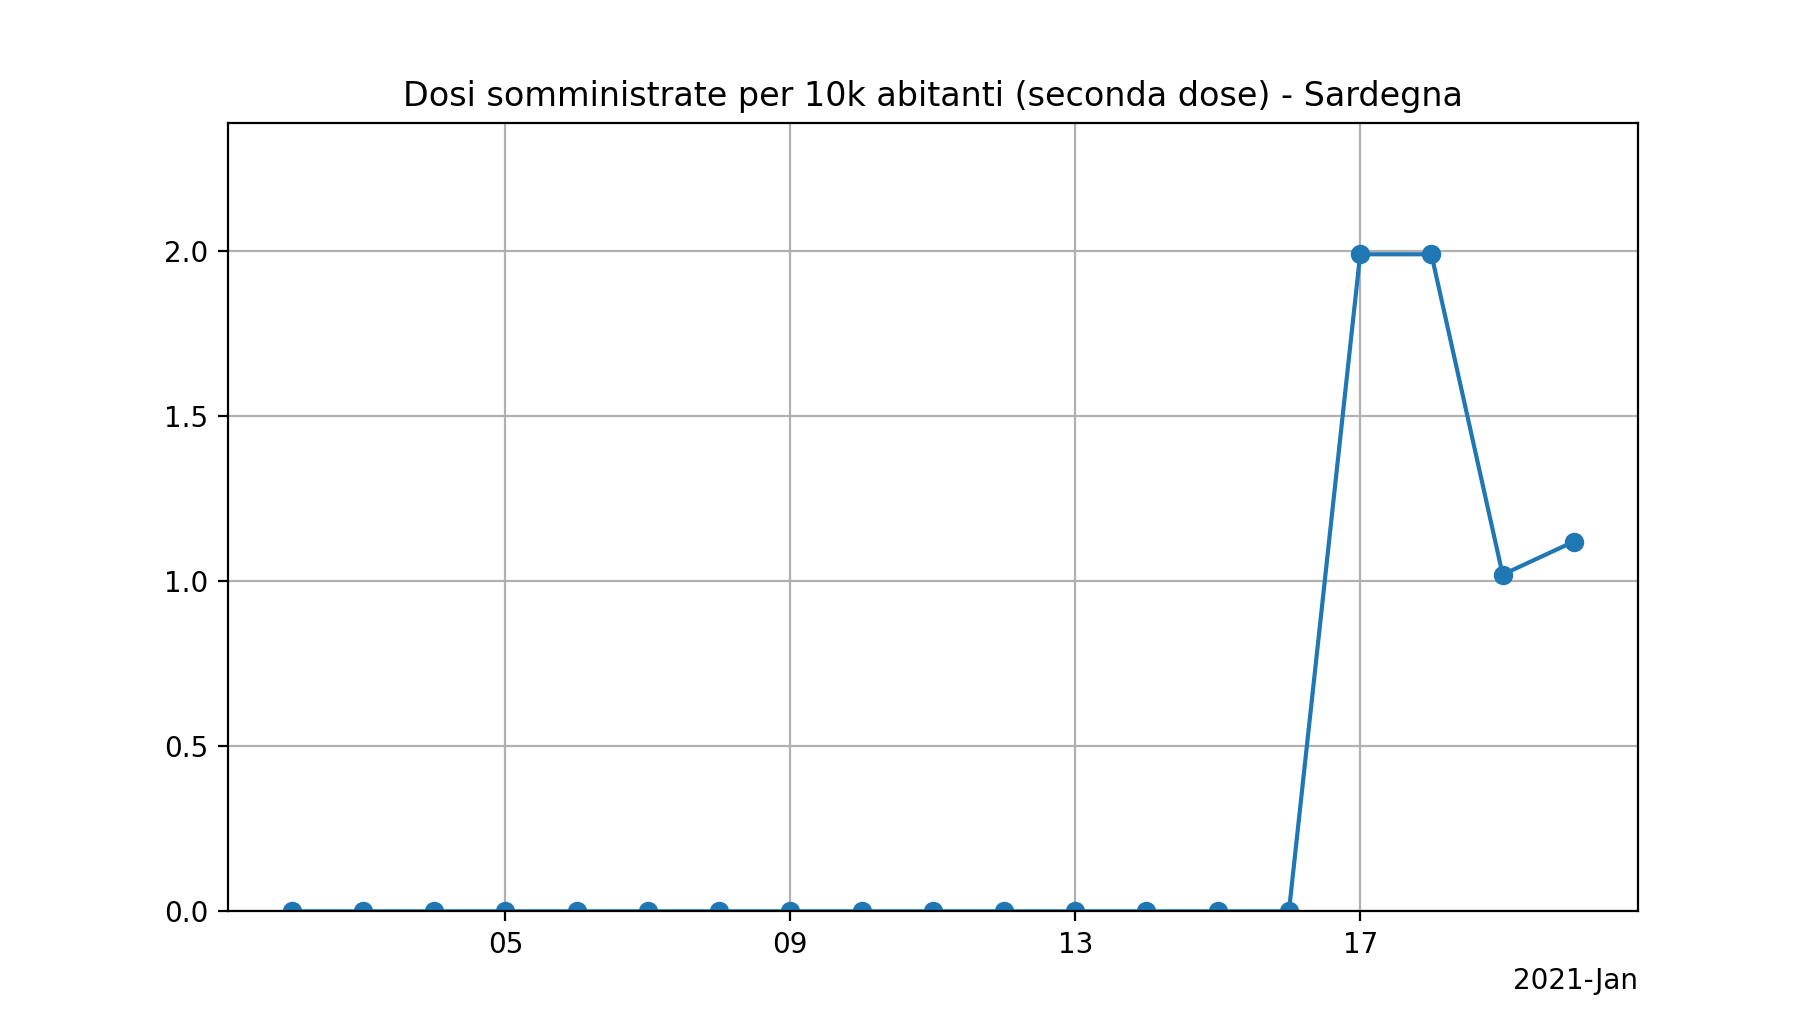 Dosi somministrate per 10k abitanti (seconda dose) - Sardegna
2.0
1.5
1.0
0.5
0.0
05 09 13 17
2021-Jan